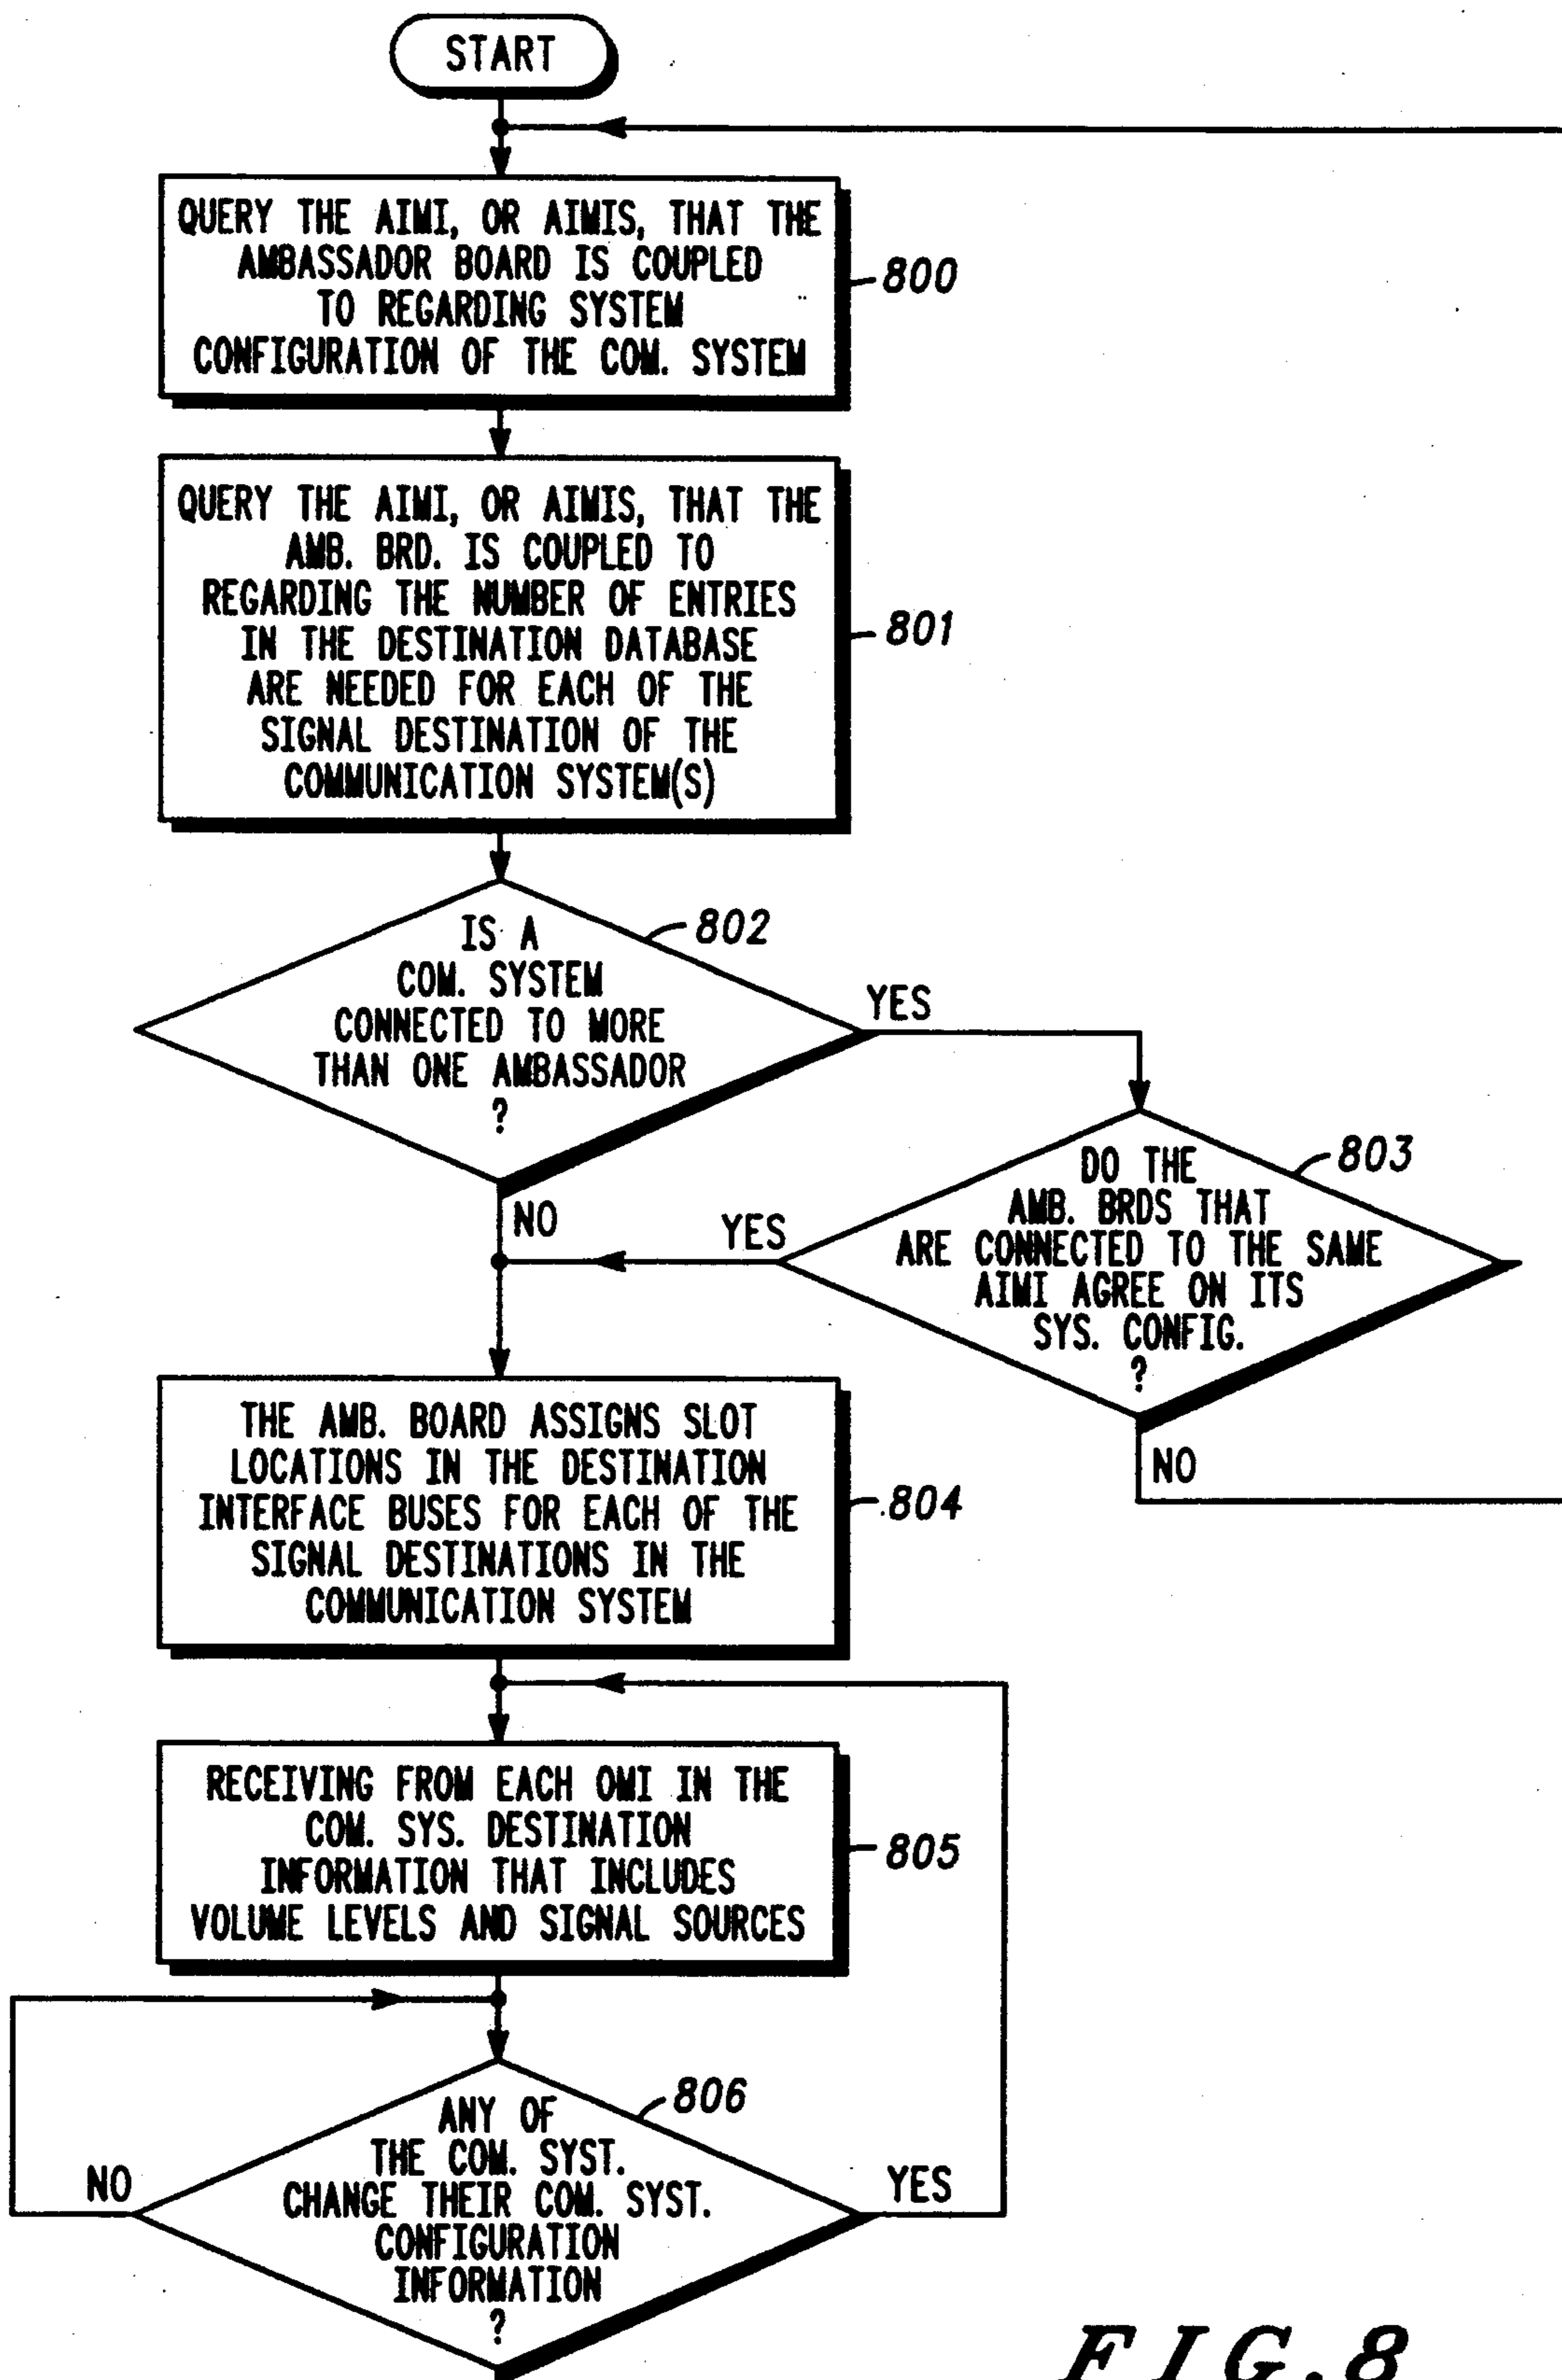 START
QUERY THE AIMI, OR AIMIS, THAT THE
AMBASSADOR BOARD IS COUPLED
TO REGARDING SYSTEM
CONFIGURATION OF THE COM. SYSTEM
800
QUERY THE AIMI, OR AIMIS, THAT THE
AMB. BRD. IS COUPLED TO
REGARDING THE NUMBER OF ENTRIES
IN THE DESTINATION DATABASE
ARE NEEDED FOR EACH OF THE
SIGNAL DESTINATION OF THE
COMMUNICATION SYSTEM(S)
801
IS A
COM. SYSTEM
CONNECTED TO MORE
THAN ONE AMBASSADOR
?
802
YES
NO
DO THE
AMB. BRDS THAT
ARE CONNECTED TO THE SAME
AIMI AGREE ON ITS
SYS. CONFIG.
?
803
YES
NO
THE AMB. BOARD ASSIGNS SLOT
LOCATIONS IN THE DESTINATION
INTERFACE BUSES FOR EACH OF THE
SIGNAL DESTINATIONS IN THE
COMMUNICATION SYSTEM
804
RECEIVING FROM EACH OMI IN THE
COM. SYS. DESTINATION
INFORMATION THAT INCLUDES
VOLUME LEVELS AND SIGNAL SOURCES
805
ANY OF
THE COM. SYST.
CHANGE THEIR COM. SYST.
CONFIGURATION
INFORMATION
?
806
NO
YES
FIG.8